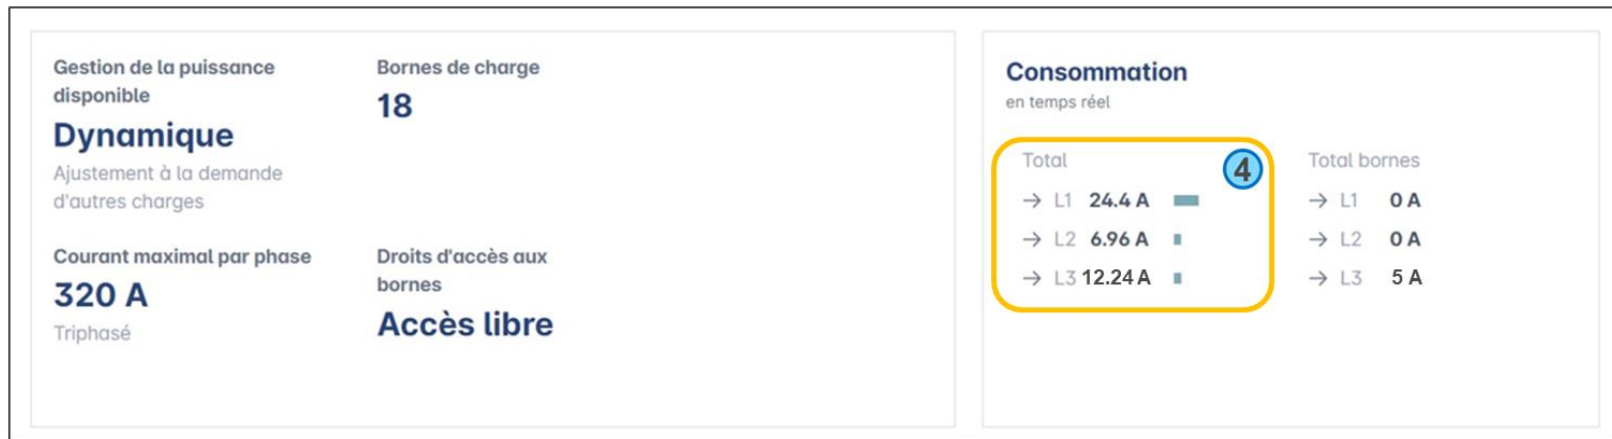 Gestion de la puissance
disponible
Dynamique
Ajustement à la demande
d'autres charges
Bornes de charge
18
Courant maximal par phase
320 A
Triphasé
Droits d'accès aux
bornes
Accès libre
Consommation
en temps réel
Total
4
→ L1 24.4 A
→ L2 6.96 A
→ L3 12.24 A
Total bornes
→ L1 0 A
→ L2 0 A
→ L3 5 A